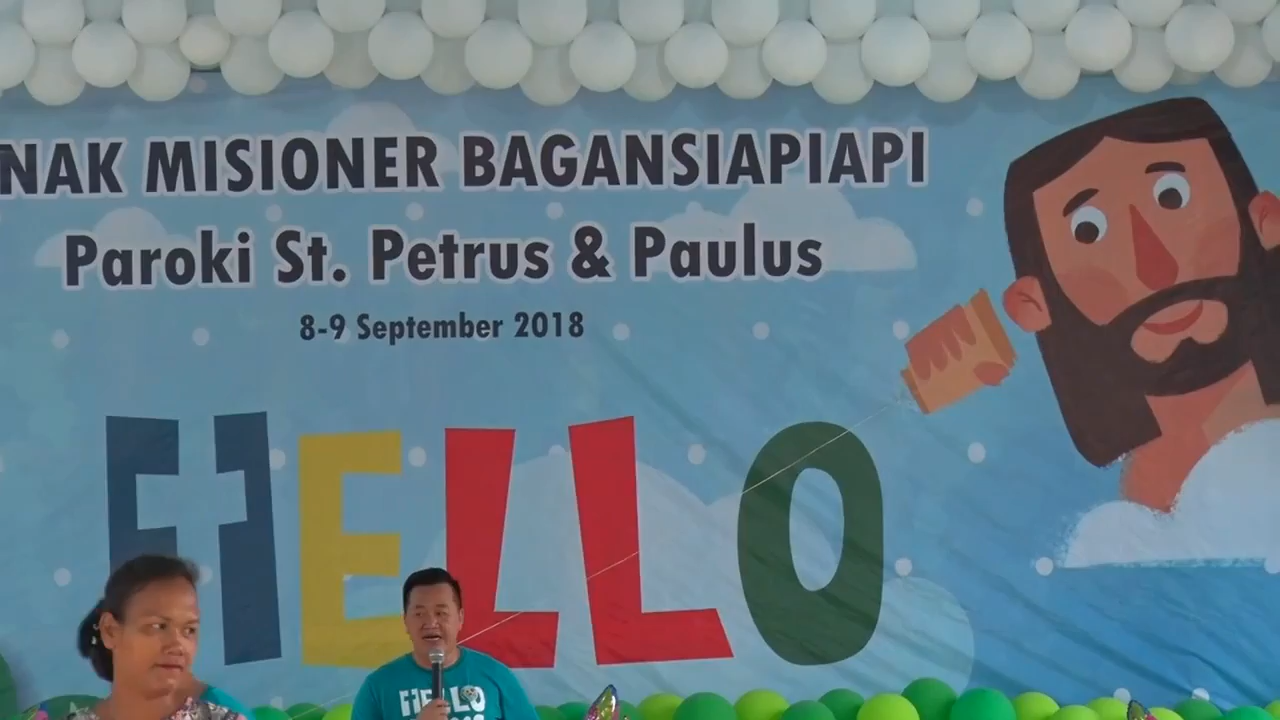 NAK MISIONER BAGANSIAPIAPI
Paroki St. Petrus & Paulus
8-9 September 2018
HELLO
HELLO